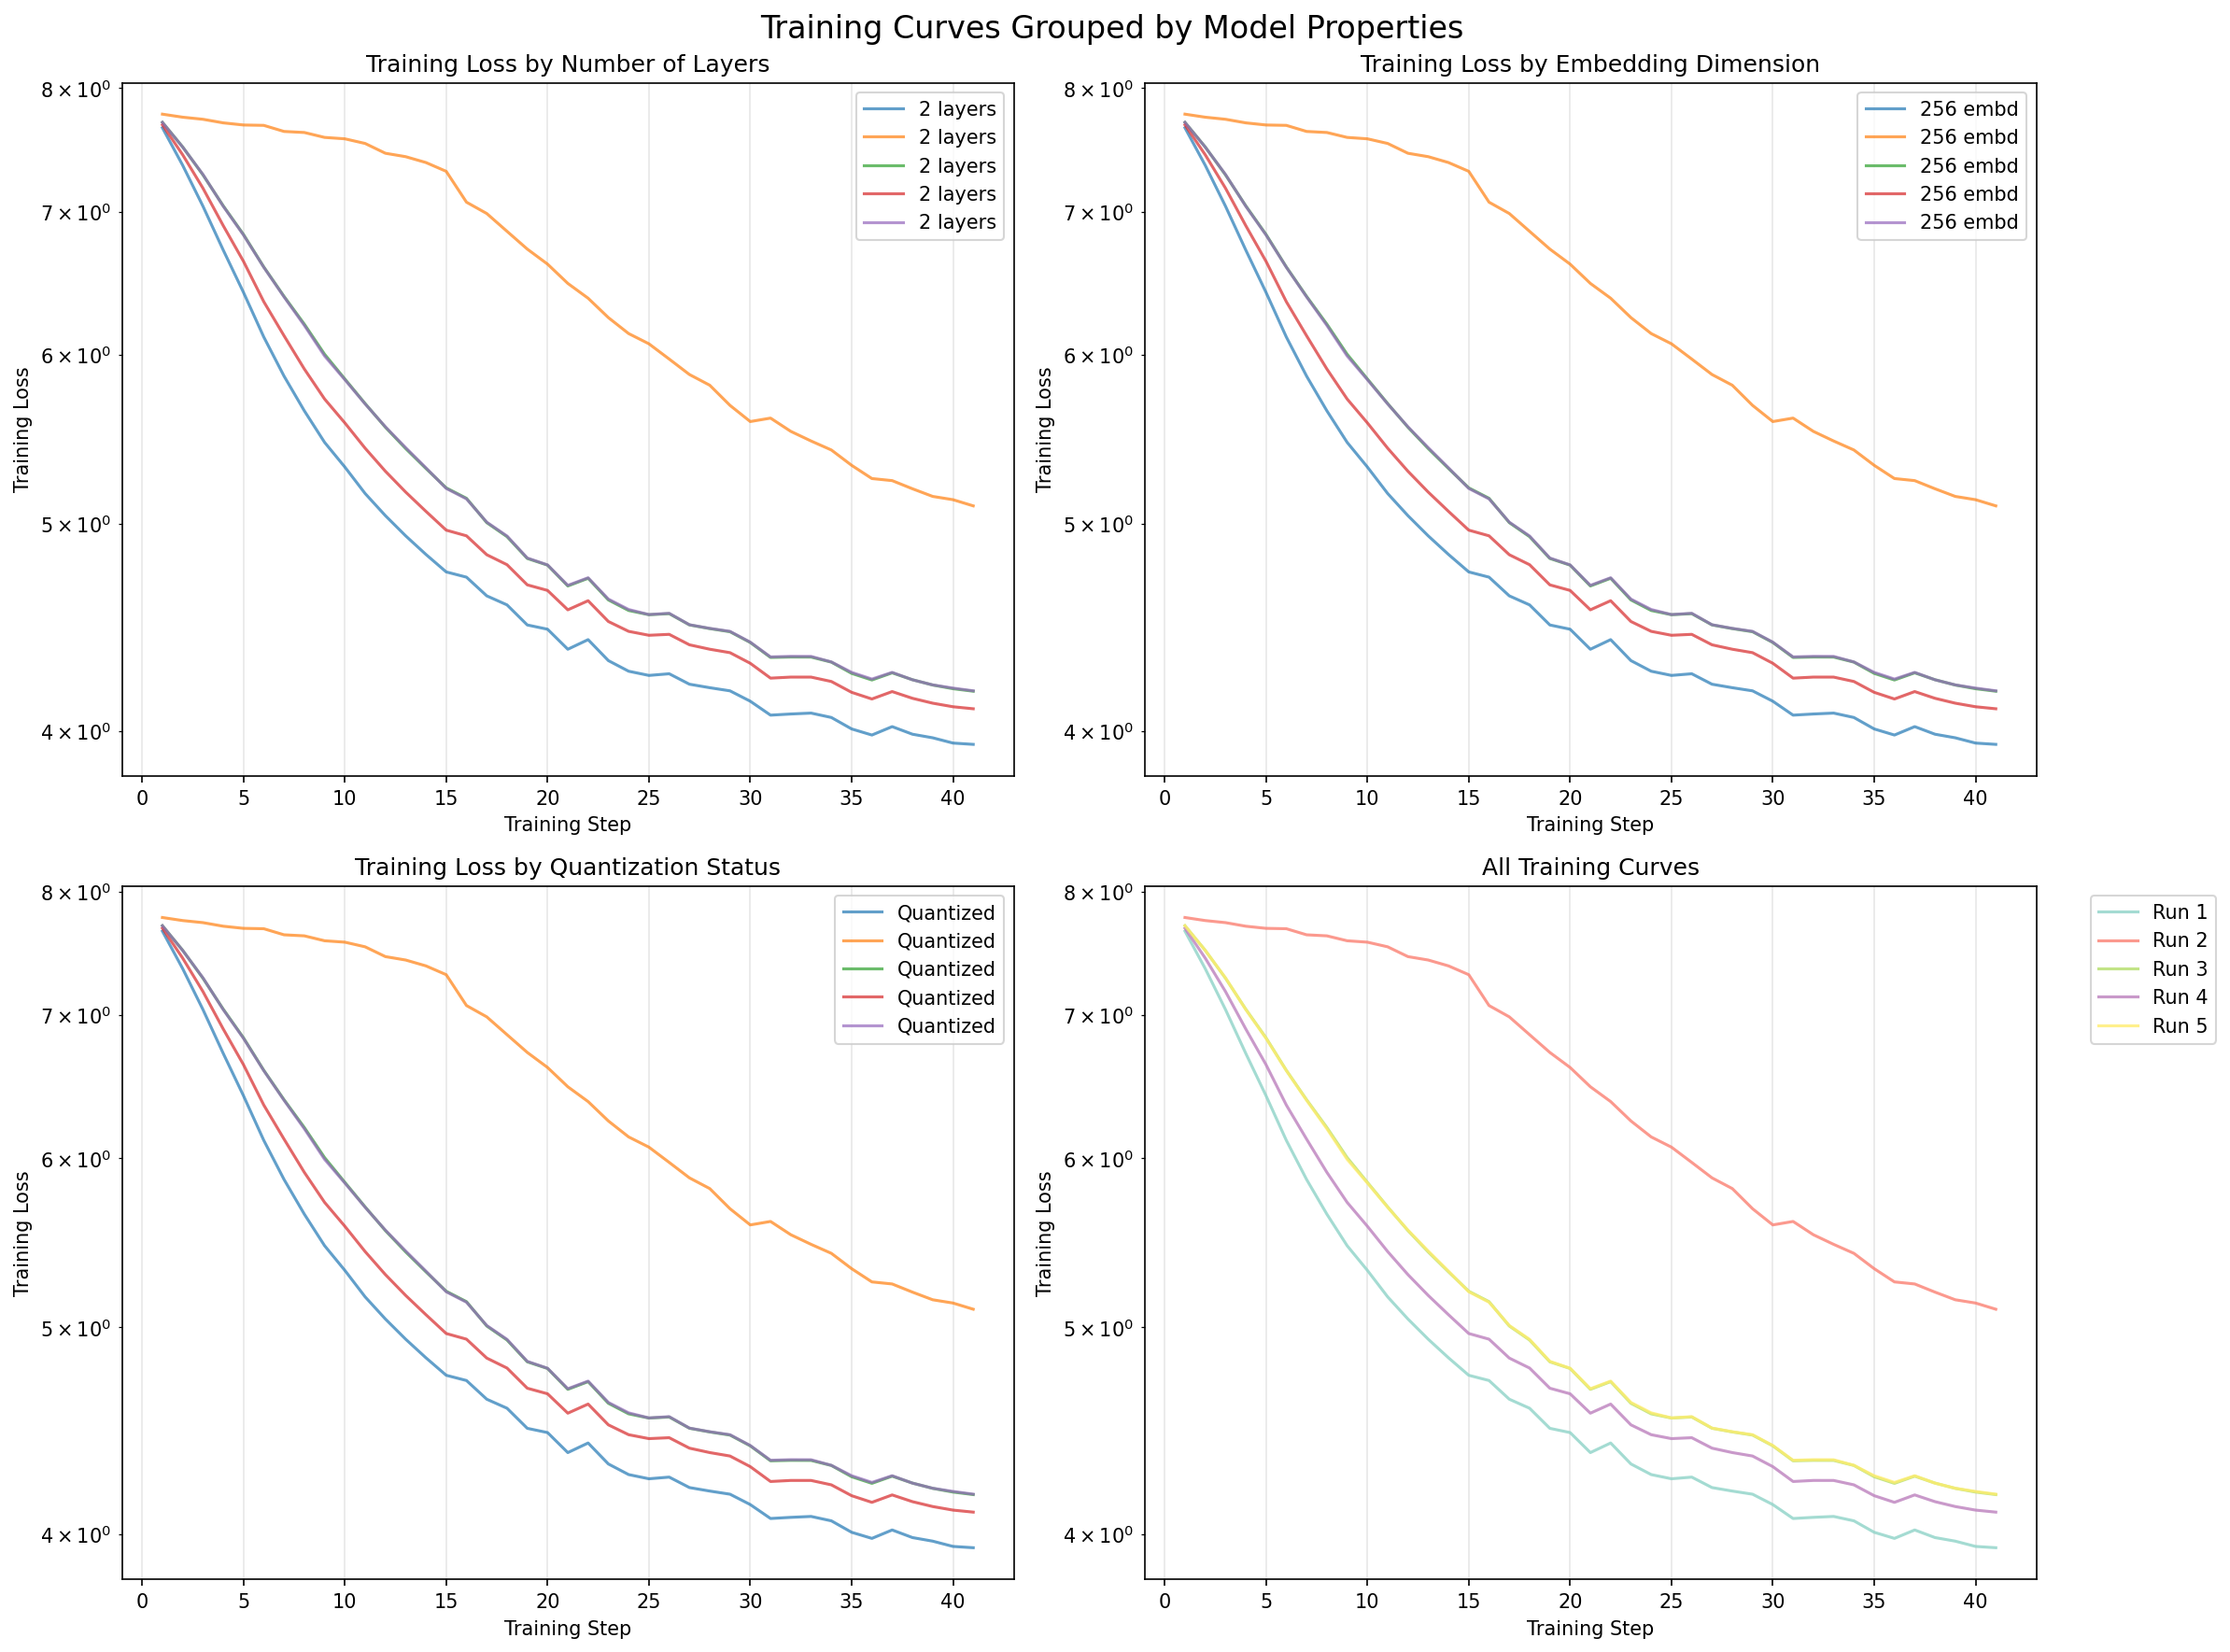 Training Curves Grouped by Model Properties
Training Loss by Number of Layers
8 × 10⁰
7 × 10⁰
6 × 10⁰
5 × 10⁰
4 × 10⁰
Training Loss
2 layers
2 layers
2 layers
2 layers
2 layers
0 5 10 15 20 25 30 35 40
Training Step
Training Loss by Embedding Dimension
8 × 10⁰
7 × 10⁰
6 × 10⁰
5 × 10⁰
4 × 10⁰
Training Loss
256 embd
256 embd
256 embd
256 embd
256 embd
0 5 10 15 20 25 30 35 40
Training Step
Training Loss by Quantization Status
8 × 10⁰
7 × 10⁰
6 × 10⁰
5 × 10⁰
4 × 10⁰
Training Loss
Quantized
Quantized
Quantized
Quantized
Quantized
0 5 10 15 20 25 30 35 40
Training Step
All Training Curves
8 × 10⁰
7 × 10⁰
6 × 10⁰
5 × 10⁰
4 × 10⁰
Training Loss
Run 1
Run 2
Run 3
Run 4
Run 5
0 5 10 15 20 25 30 35 40
Training Step